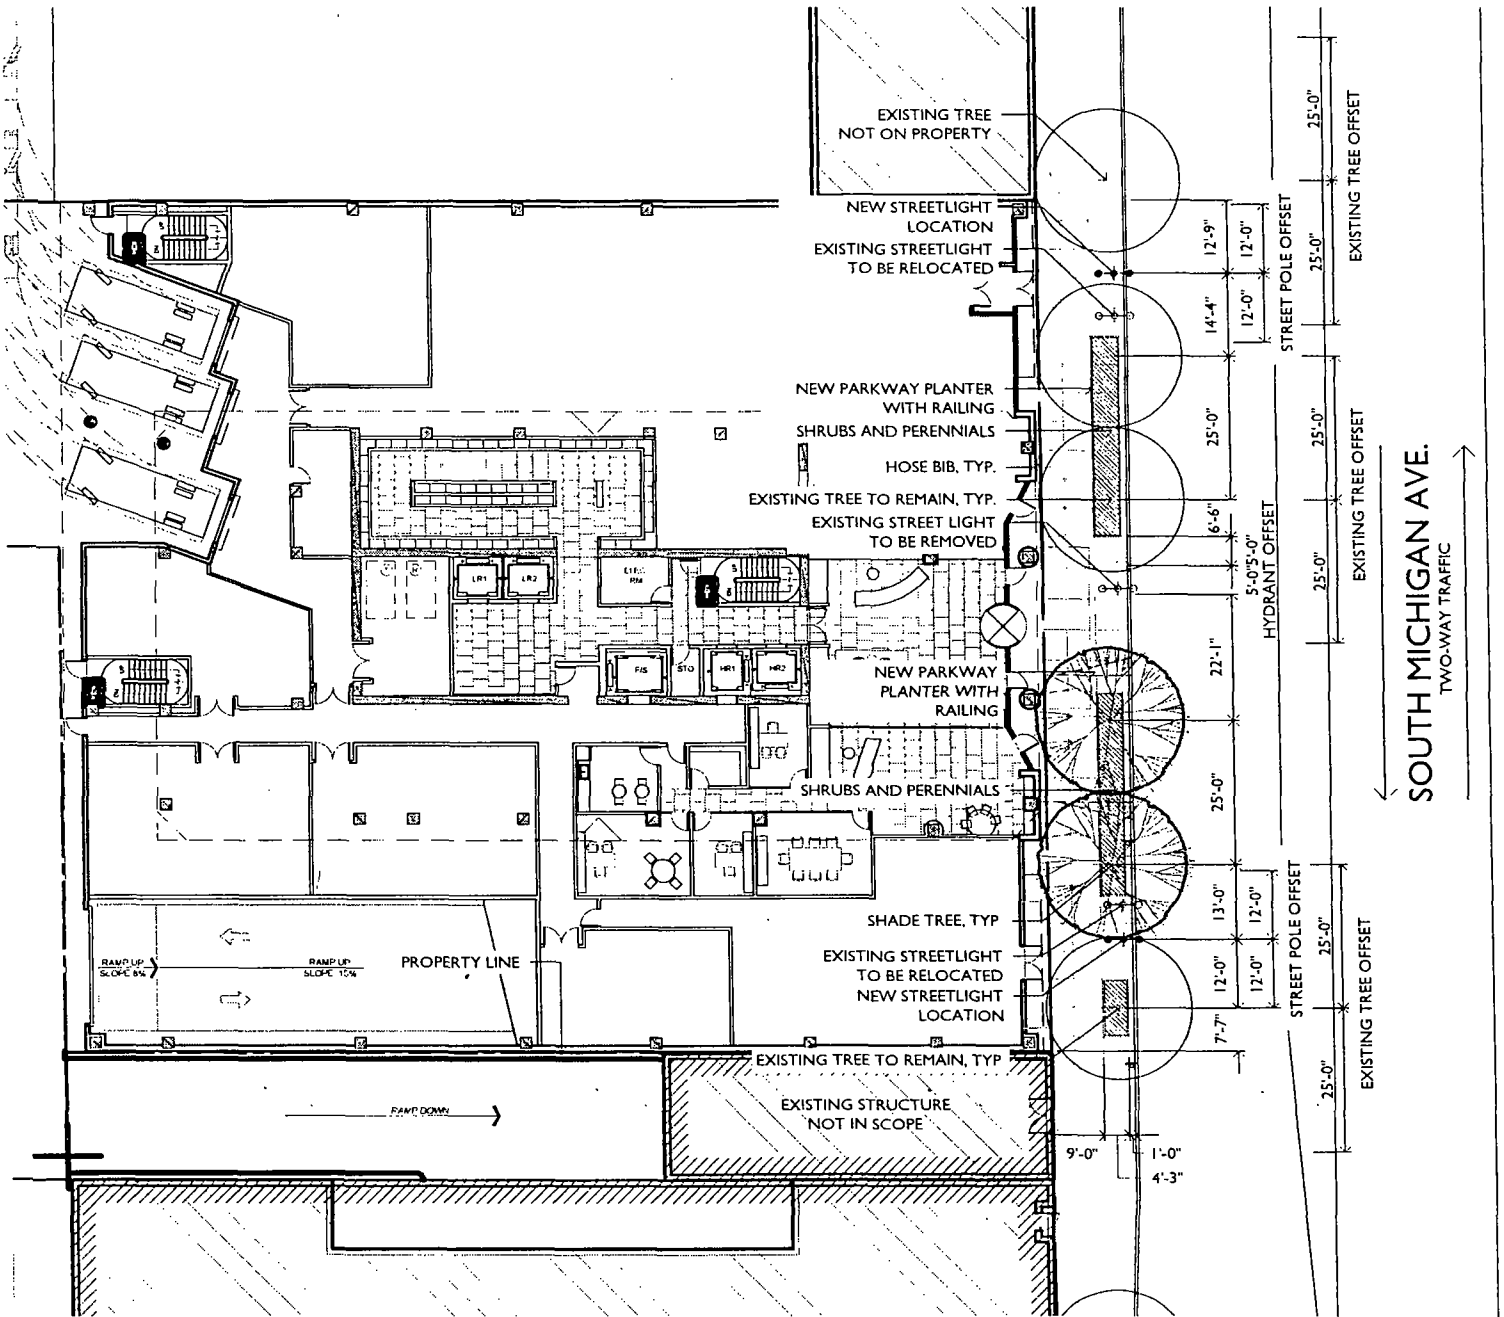 EXISTING TREE
NOT ON PROPERTY
NEW STREETLIGHT
LOCATION
EXISTING STREETLIGHT
TO BE RELOCATED
NEW PARKWAY PLANTER
WITH RAILING
SHRUBS AND PERENNIALS
HOSE BIB, TYP.
EXISTING TREE TO REMAIN, TYP.
EXISTING STREET LIGHT
TO BE REMOVED
LR1
LR2
RM
F/S
STO
HR1
HR2
NEW PARKWAY
PLANTER WITH
RAILING
SHRUBS AND PERENNIALS
SHADE TREE, TYP
EXISTING STREETLIGHT
TO BE RELOCATED
NEW STREETLIGHT
LOCATION
PROPERTY LINE
RAMP UP
SLOPE 8%
RAMP UP
SLOPE 15%
EXISTING TREE TO REMAIN, TYP
EXISTING STRUCTURE
NOT IN SCOPE
RAMP DOWN
9'-0"
1'-0"
4'-3"
12'-9"
14'-4"
25'-0"
6'-6"
5'-0"
5'-0"
22'-1"
25'-0"
13'-0"
12'-0"
7'-7"
12'-0"
12'-0"
STREET POLE OFFSET
HYDRANT OFFSET
12'-0"
12'-0"
STREET POLE OFFSET
25'-0"
25'-0"
EXISTING TREE OFFSET
25'-0"
25'-0"
EXISTING TREE OFFSET
EXISTING TREE OFFSET
25'-0"
25'-0"
EXISTING TREE OFFSET
SOUTH MICHIGAN AVE.
TWO-WAY TRAFFIC